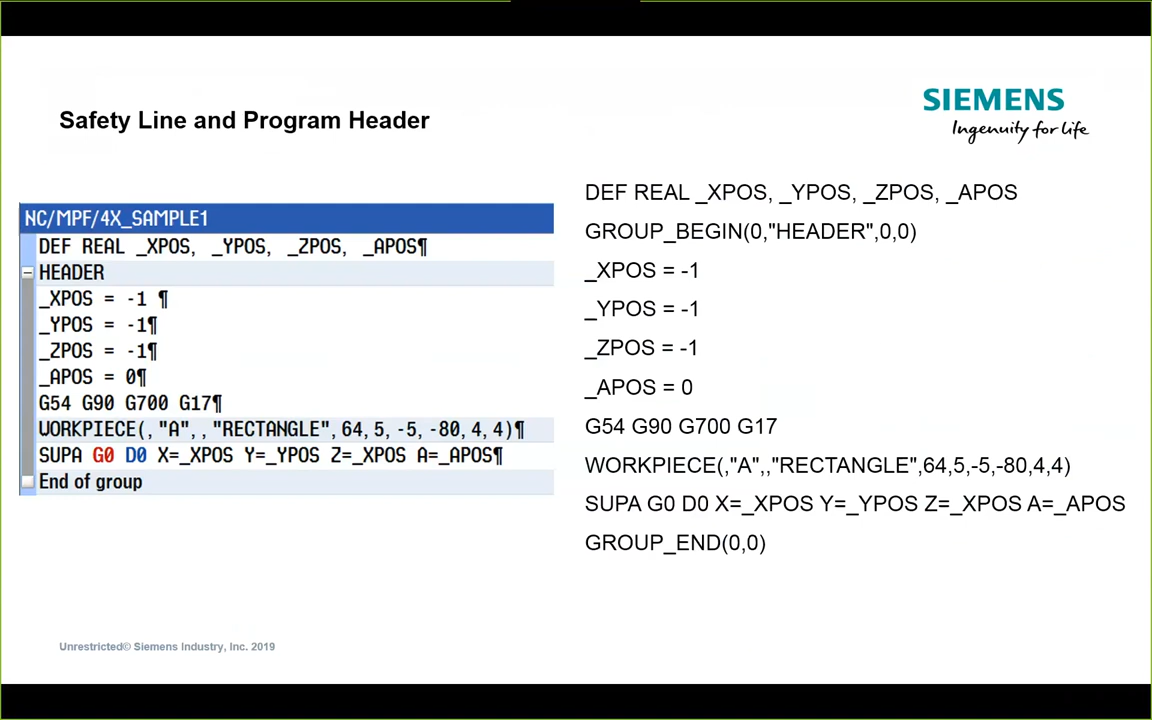 Safety Line and Program Header
SIEMENS
Ingenuity for life
NC/MPF/4X_SAMPLE1
DEF REAL _XPOS, _YPOS, _ZPOS, _APOS¶
HEADER
_XPOS = -1 ¶
_YPOS = -1¶
_ZPOS = -1¶
_APOS = 0¶
G54 G90 G700 G17¶
WORKPIECE(,"A",,"RECTANGLE",64,5,-5,-80,4,4)¶
SUPA G0 D0 X=_XPOS Y=_YPOS Z=_XPOS A=_APOS¶
End of group
DEF REAL _XPOS, _YPOS, _ZPOS, _APOS
GROUP_BEGIN(0,"HEADER",0,0)
_XPOS = -1
_YPOS = -1
_ZPOS = -1
_APOS = 0
G54 G90 G700 G17
WORKPIECE(,"A",,"RECTANGLE",64,5,-5,-80,4,4)
SUPA G0 D0 X=_XPOS Y=_YPOS Z=_XPOS A=_APOS
GROUP_END(0,0)
Unrestricted© Siemens Industry, Inc. 2019